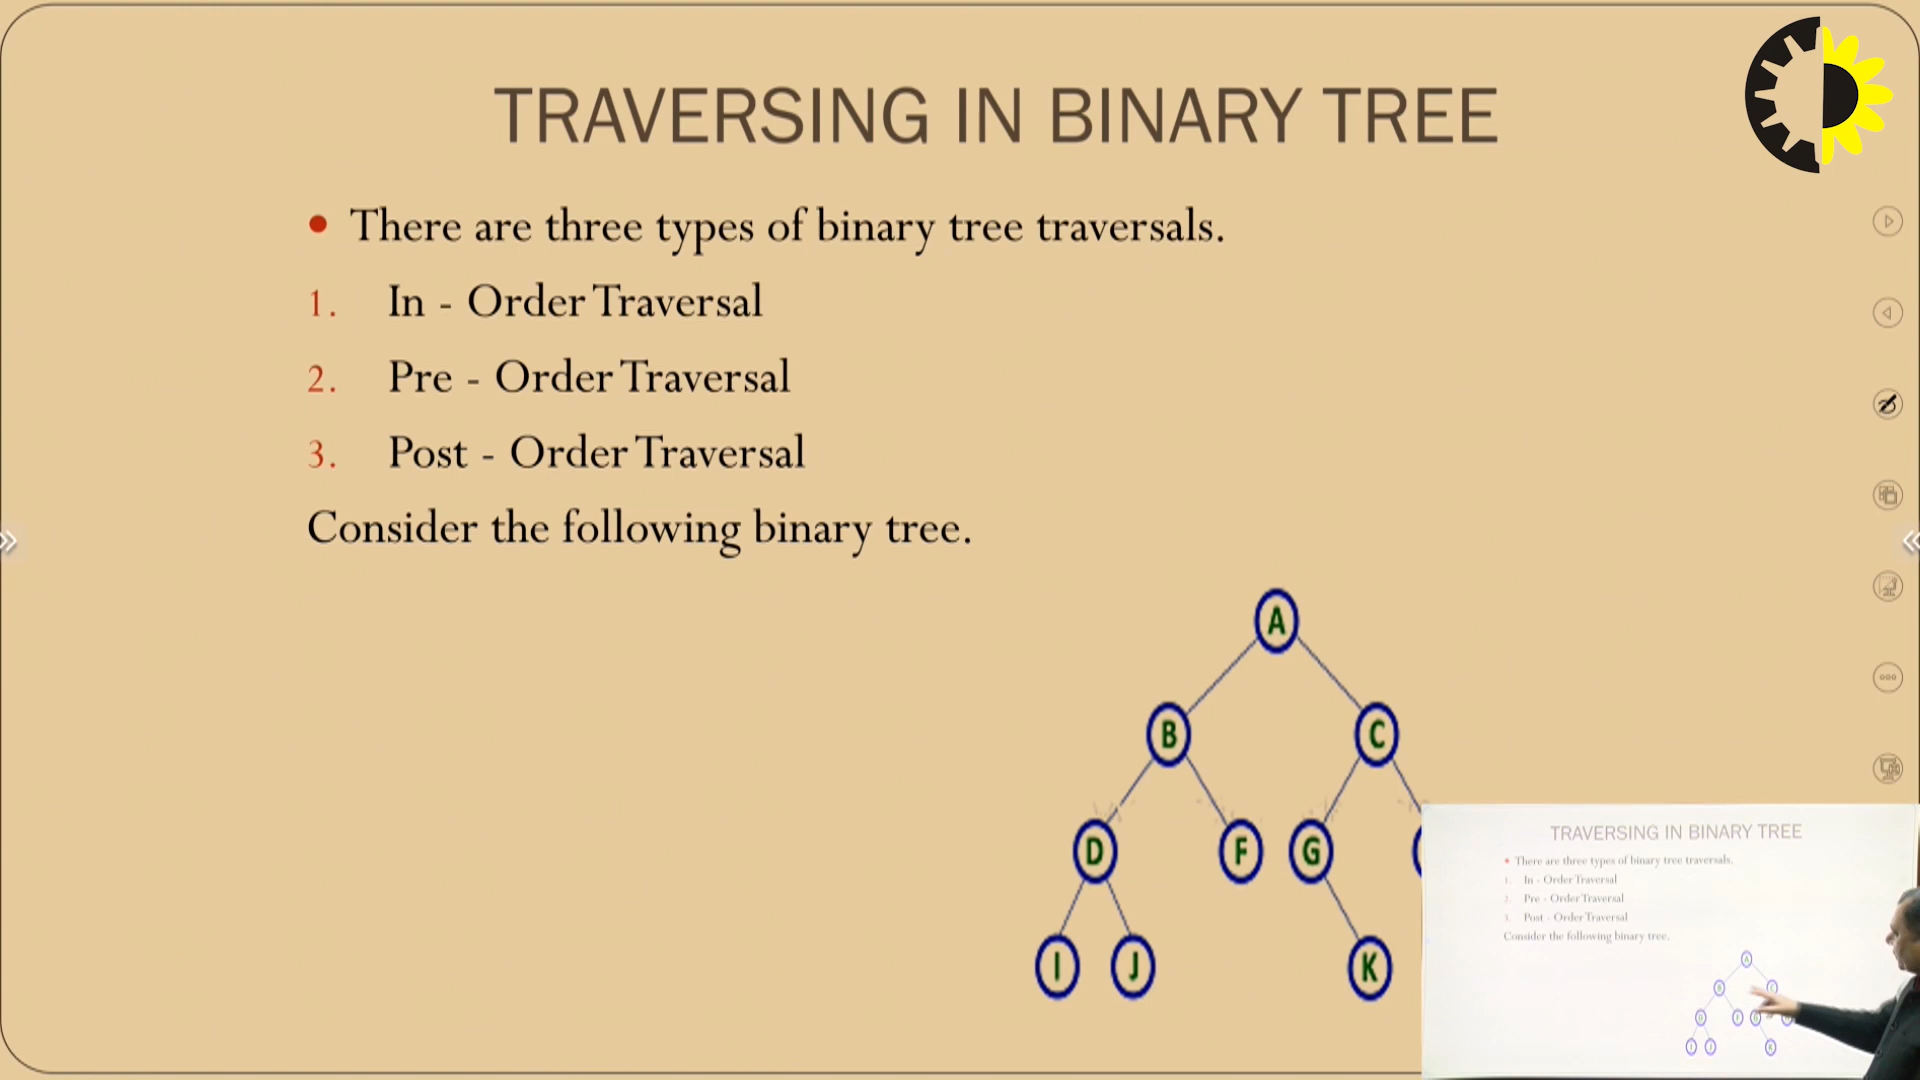 TRAVERSING IN BINARY TREE
• There are three types of binary tree traversals.
1. In - Order Traversal
2. Pre - Order Traversal
3. Post - Order Traversal
Consider the following binary tree.
A
B C
D F G
I J K
TRAVERSING IN BINARY TREE
• There are three types of binary tree traversals.
1. In - Order Traversal
2. Pre - Order Traversal
3. Post - Order Traversal
Consider the following binary tree.
A
B C
D F G
I J K